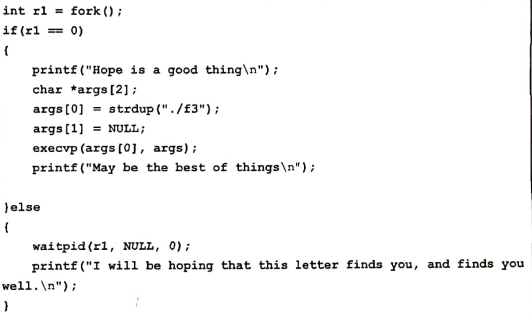 int r1 = fork();
if(r1 == 0)
{
    printf("Hope is a good thing\n");
    char *args[2];
    args[0] = strdup("./f3");
    args[1] = NULL;
    execvp(args[0], args);
    printf("May be the best of things\n");

}else
{
    waitpid(r1, NULL, 0);
    printf("I will be hoping that this letter finds you, and finds you
well.\n");
}